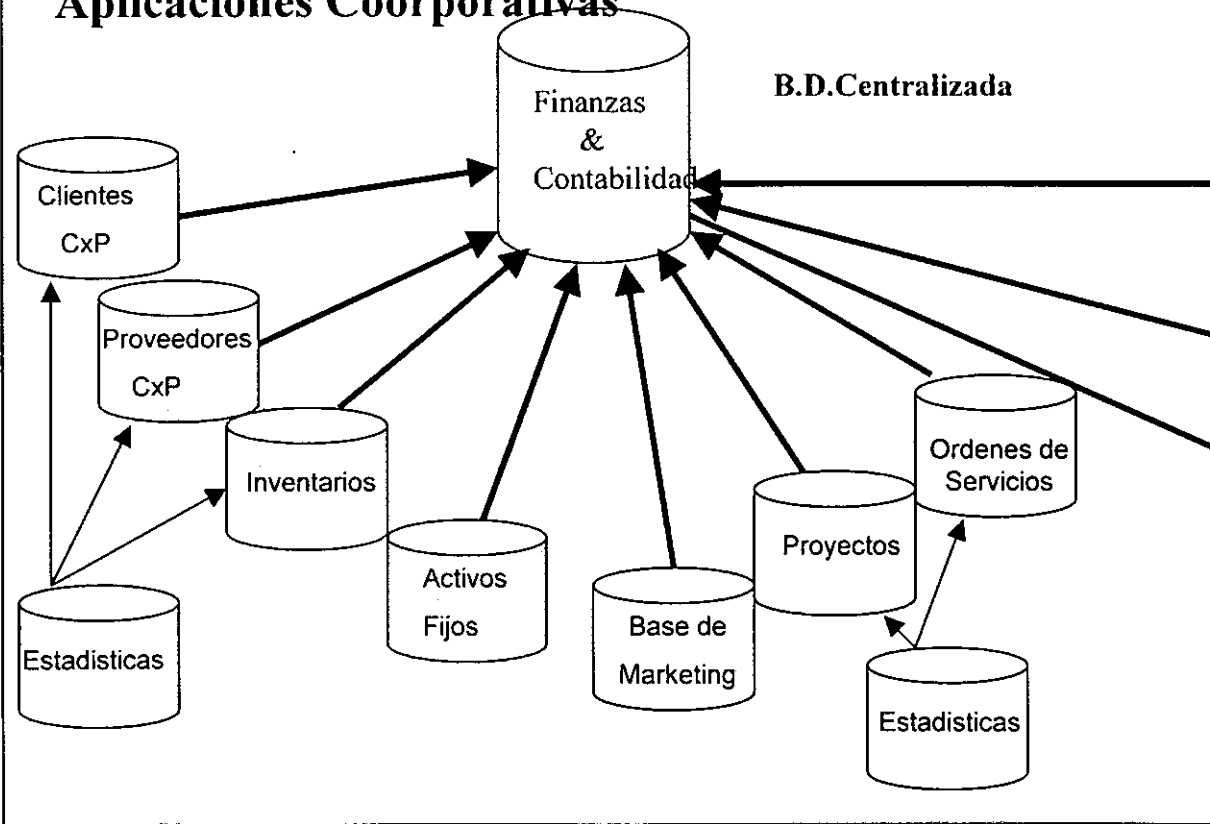 Aplicaciones Coorporativas
B.D.Centralizada
Finanzas
&
Contabilidad
Clientes
CxP
Proveedores
CxP
Inventarios
Activos
Fijos
Base de
Marketing
Proyectos
Ordenes de
Servicios
Estadisticas
Estadisticas